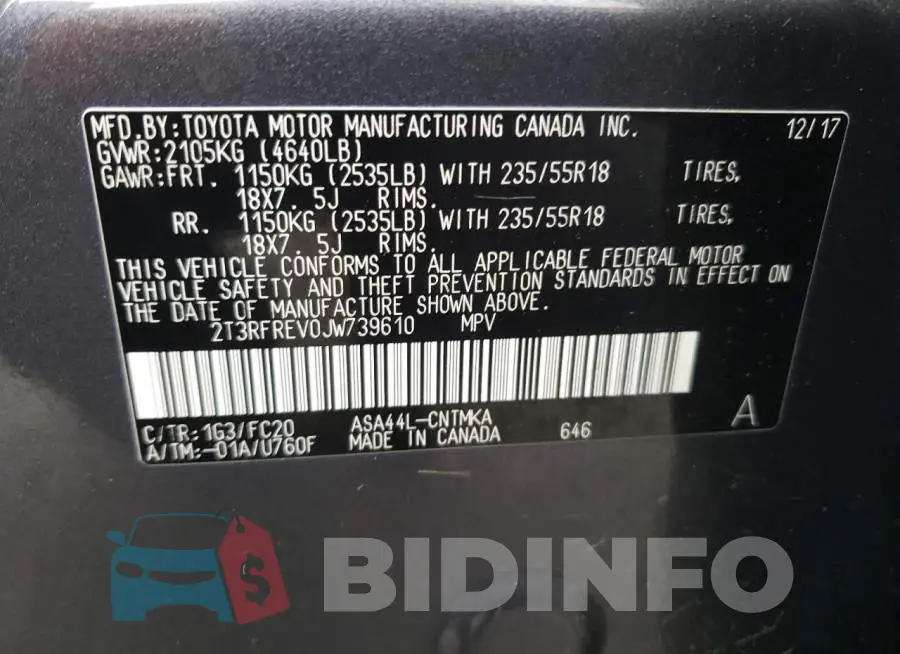 MFD.BY:TOYOTA MOTOR MANUFACTURING CANADA INC. 12/17
GVWR:2105KG (4640LB)
GAWR:FRT. 1150KG (2535LB) WITH 235/55R18 TIRES,
18X7.5J RIMS.
RR. 1150KG (2535LB) WITH 235/55R18 TIRES,
18X7.5J RIMS.
THIS VEHICLE CONFORMS TO ALL APPLICABLE FEDERAL MOTOR
VEHICLE SAFETY AND THEFT PREVENTION STANDARDS IN EFFECT ON
THE DATE OF MANUFACTURE SHOWN ABOVE.
2T3RFREV0JW739610 MPV
A
C/TR:1G3/FC20 ASA44L-CNTMKA
A/TM:-01A/U760F MADE IN CANADA 646
$ BIDINFO